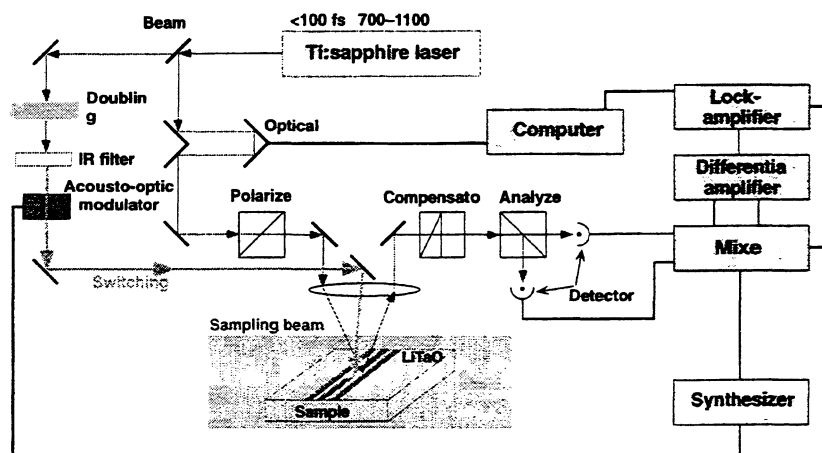 <100 fs 700–1100
Ti:sapphire laser
Beam
Doublin
g
IR filter
Acousto-optic
modulator
Optical
Computer
Lock-
amplifier
Differentia
amplifier
Polarize
Compensato
Analyze
Mixe
Switching
Detector
Sampling beam
LiTaO
Sample
Synthesizer